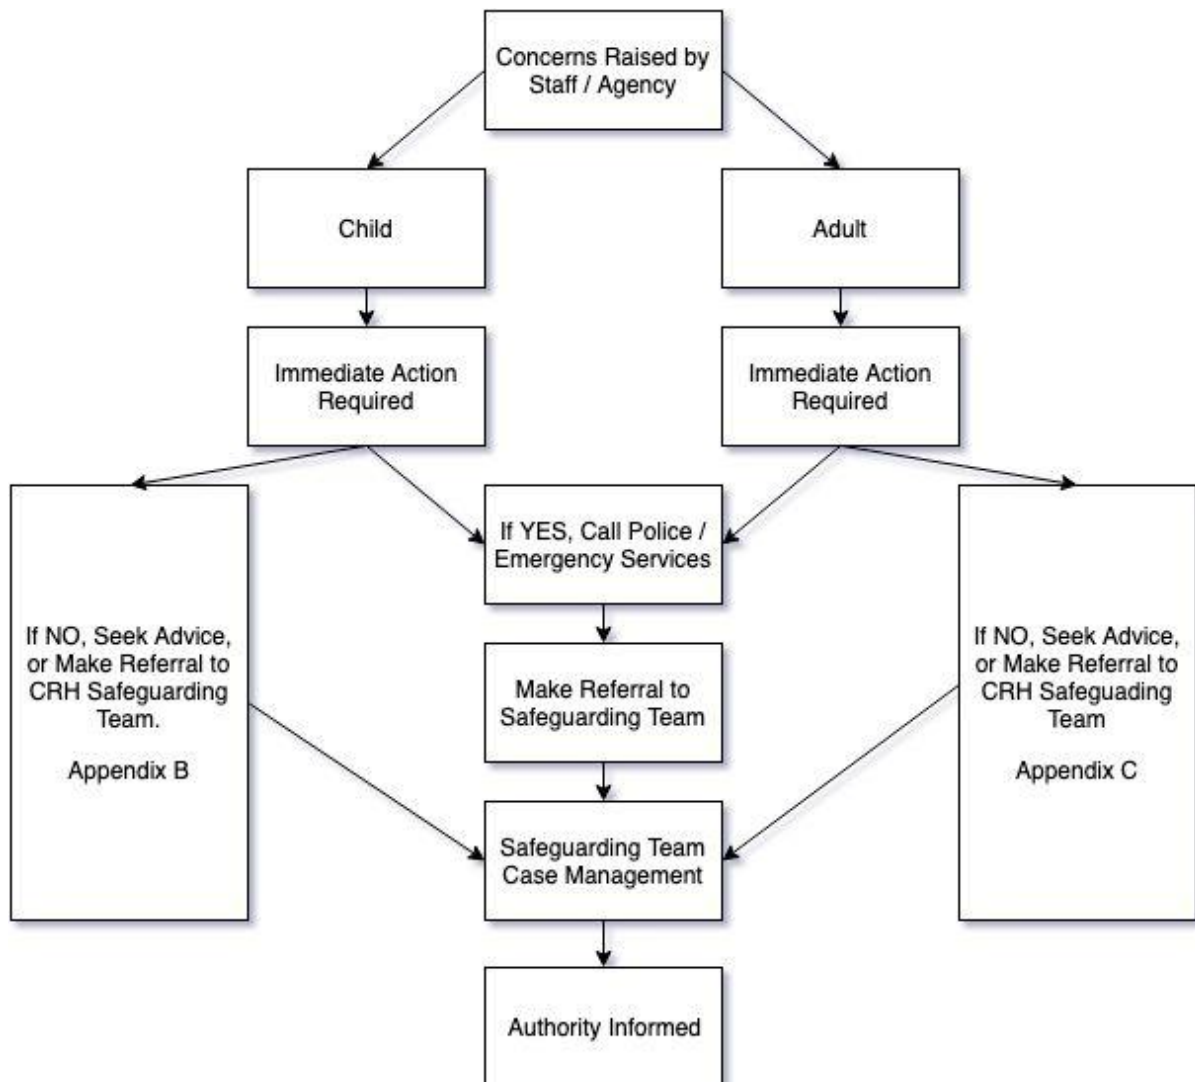 Concerns Raised by
Staff / Agency
Child
Adult
Immediate Action
Required
Immediate Action
Required
If NO, Seek Advice,
or Make Referral to
CRH Safeguarding
Team.
Appendix B
If YES, Call Police /
Emergency Services
Make Referral to
Safeguarding Team
Safeguarding Team
Case Management
If NO, Seek Advice,
or Make Referral to
CRH Safeguading
Team
Appendix C
Authority Informed